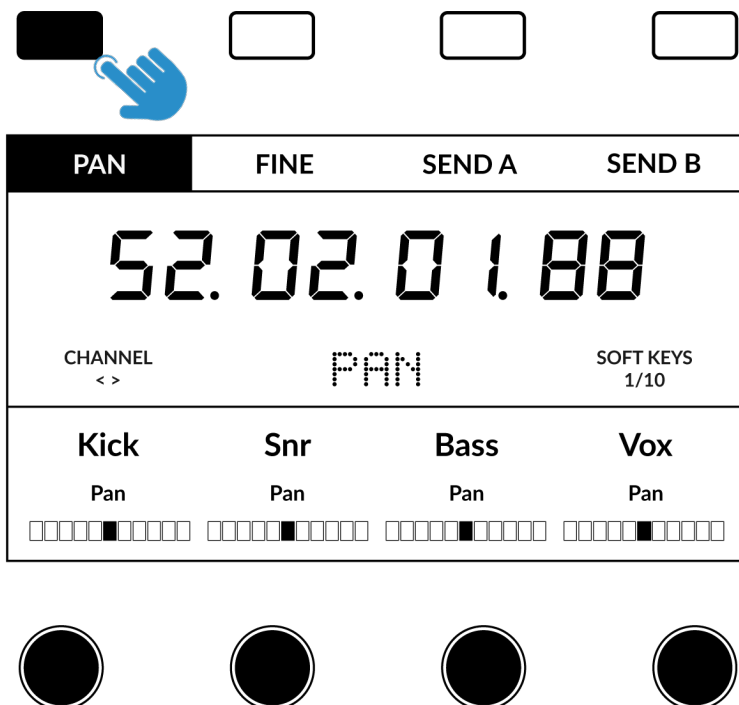 PAN FINE SEND A SEND B
52.02.01.88
CHANNEL
< >
PAN
SOFT KEYS
1/10
Kick Snr Bass Vox
Pan Pan Pan Pan